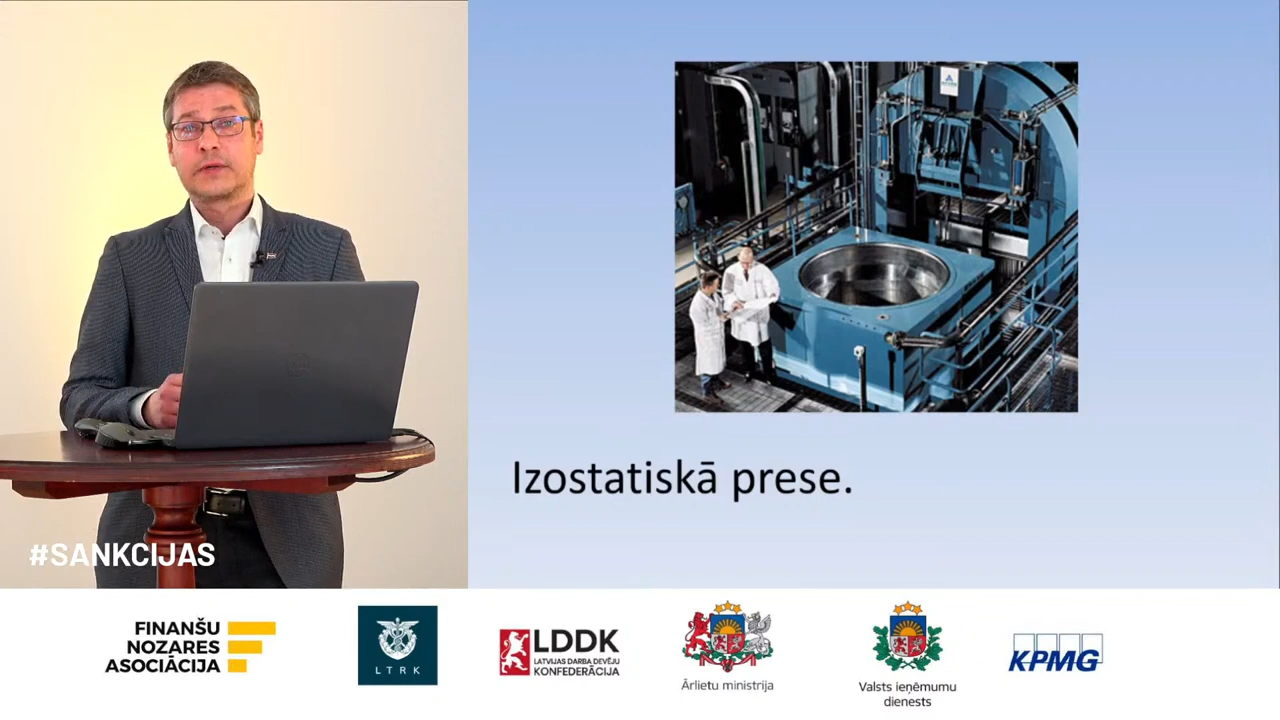 Izostatiskā prese.
#SANKCIJAS
FINANŠU
NOZARES
ASOCIĀCIJA
LTRK
LDDK
LATVIJAS DARBA DEVĒJU
KONFEDERĀCIJA
Ārlietu ministrija
Valsts ieņēmumu
dienests
KPMG